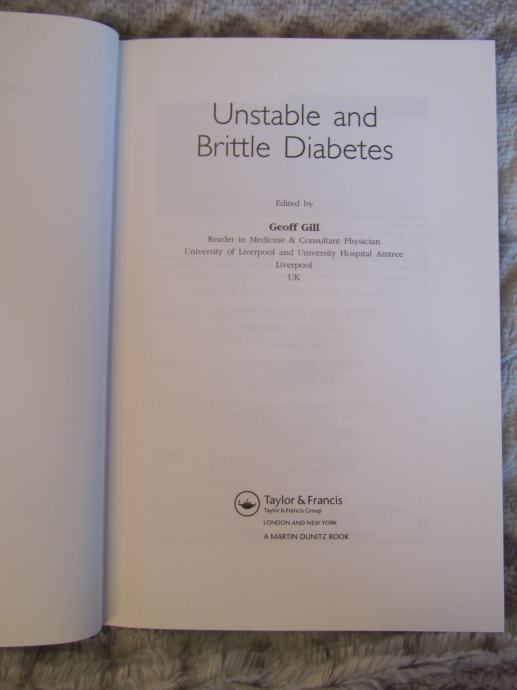 Unstable and
Brittle Diabetes
Edited by
Geoff Gill
Reader in Medicine & Consultant Physician
University of Liverpool and University Hospital Aintree
Liverpool
UK
Taylor & Francis
Taylor & Francis Group
LONDON AND NEW YORK
A MARTIN DUNITZ BOOK